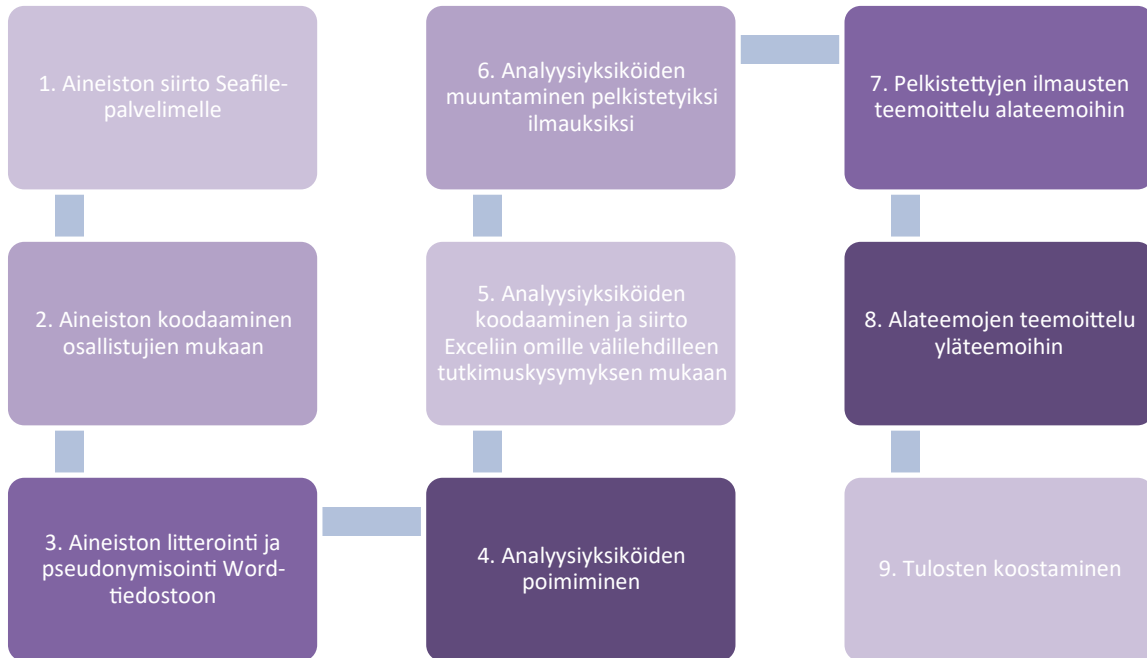 1. Aineiston siirto Seafile-
palvelimelle
2. Aineiston koodaaminen
osallistujien mukaan
3. Aineiston litterointi ja
pseudonymisointi Word-
tiedostoon
4. Analyysiyksiköiden
poimiminen
5. Analyysiyksiköiden
koodaaminen ja siirto
Exceliin omille välilehdilleen
tutkimuskysymyksen mukaan
6. Analyysiyksiköiden
muuntaminen pelkistetyiksi
ilmauksiksi
7. Pelkistettyjen ilmausten
teemoittelu alateemoihin
8. Alateemojen teemoittelu
yläteemoihin
9. Tulosten koostaminen